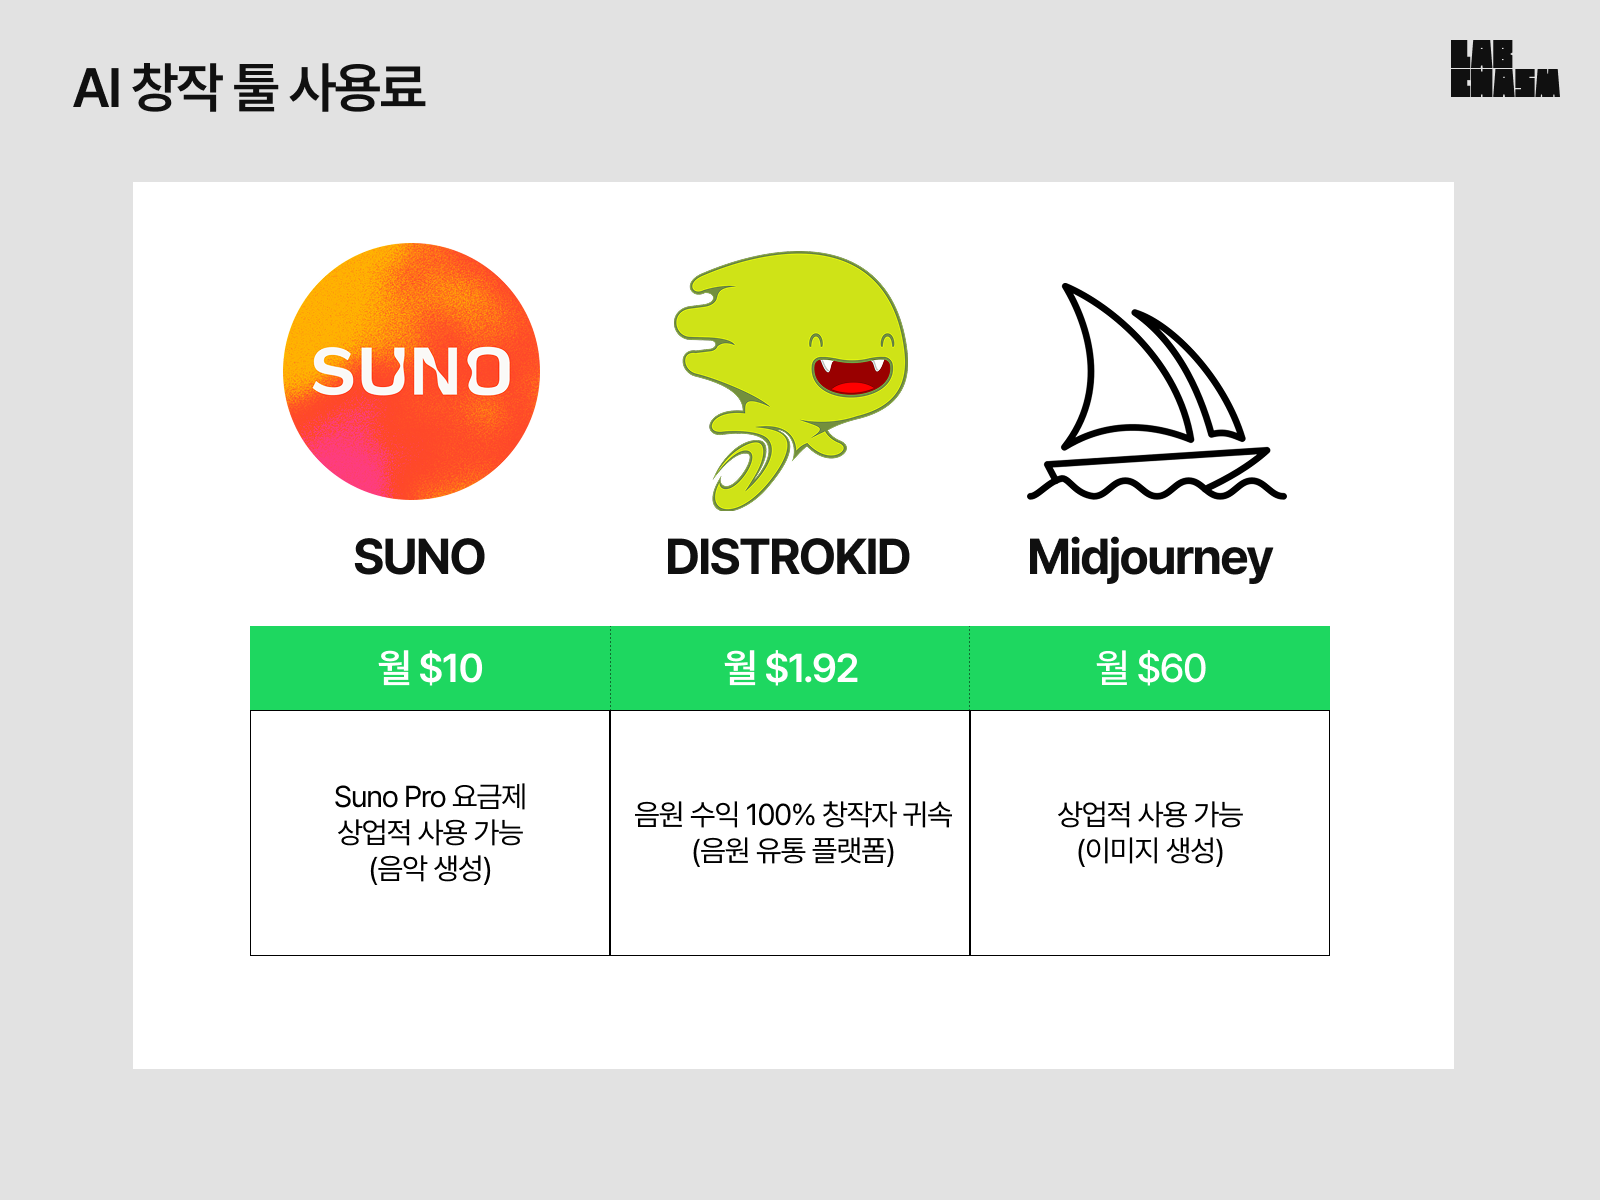 AI 창작 툴 사용료
LAB
CHASM
SUNO
SUNO
DISTROKID
Midjourney
월 $10
월 $1.92
월 $60
Suno Pro 요금제
상업적 사용 가능
(음악 생성)
음원 수익 100% 창작자 귀속
(음원 유통 플랫폼)
상업적 사용 가능
(이미지 생성)